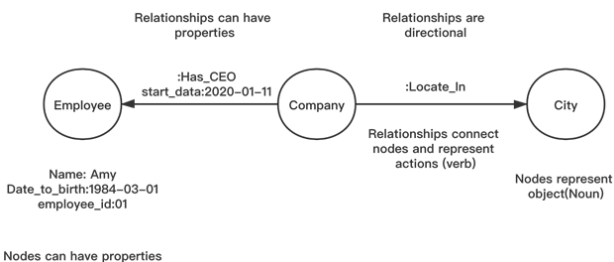 Relationships can have
properties
Relationships are
directional
:Has_CEO
start_data:2020-01-11
:Locate_In
Employee
Company
City
Relationships connect
nodes and represent
actions (verb)
Name: Amy
Date_to_birth:1984-03-01
employee_id:01
Nodes represent
object(Noun)
Nodes can have properties